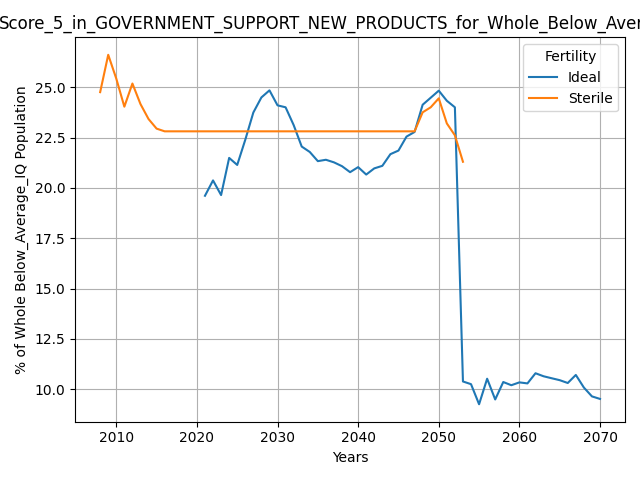 Score_5_in_GOVERNMENT_SUPPORT_NEW_PRODUCTS_for_Whole_Below_Aver
Fertility
Ideal
Sterile
% of Whole Below_Average_IQ Population
25.0
22.5
20.0
17.5
15.0
12.5
10.0
2010 2020 2030 2040 2050 2060 2070
Years